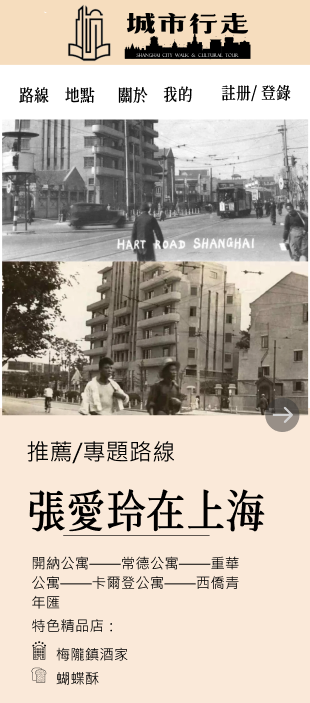 城市行走
SHANGHAI CITY WALK & CULTURAL TOUR
路線 地點 關於 我的 註册/ 登錄
HART ROAD SHANGHAI
推薦/專題路線
張愛玲在上海
開納公寓——常德公寓——重華
公寓——卡爾登公寓——西僑青
年匯
特色精品店：
梅隴鎮酒家
蝴蝶酥